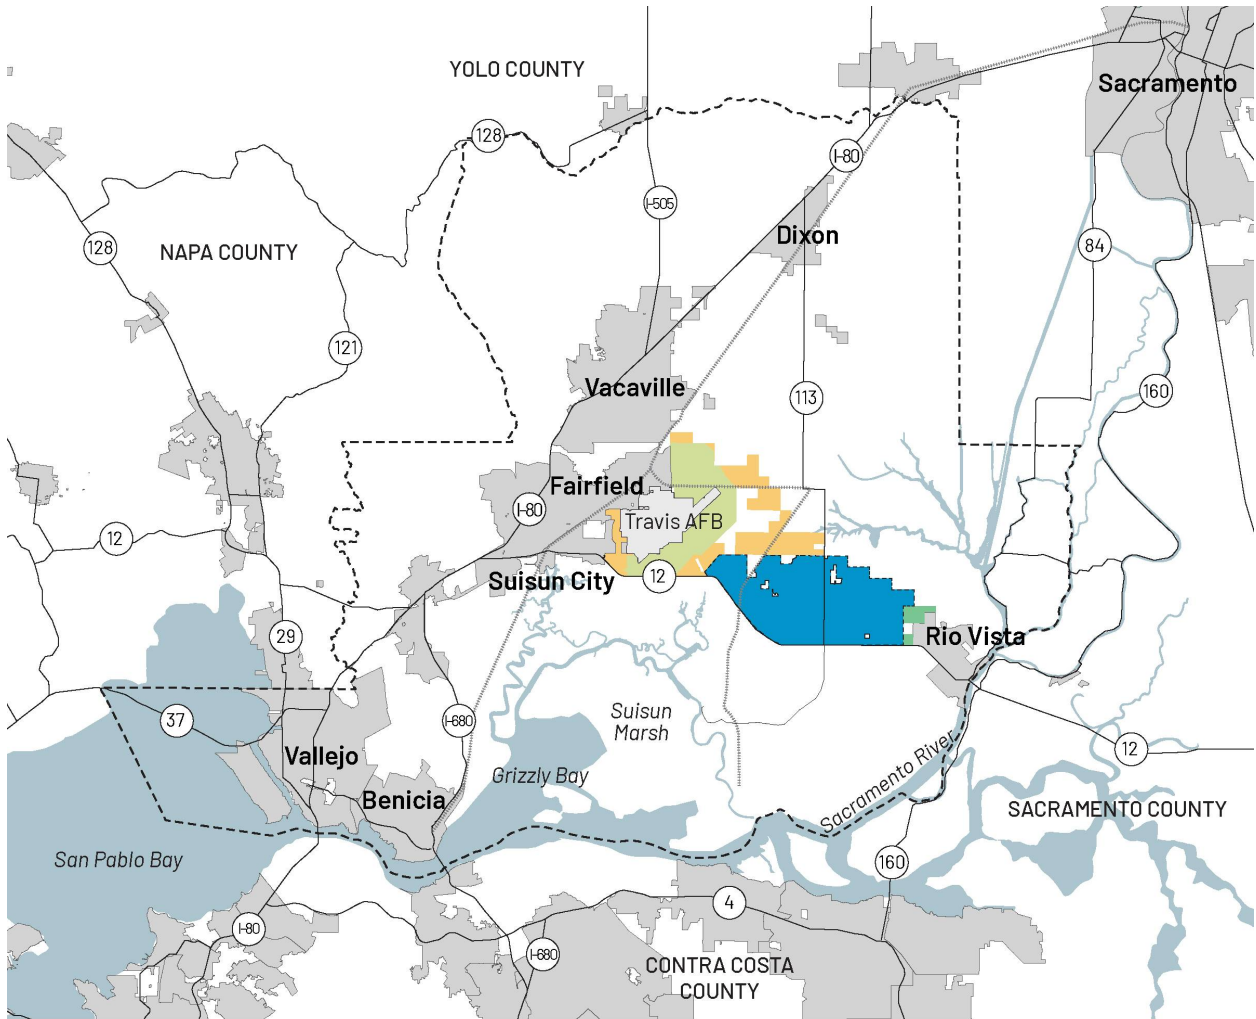 YOLO COUNTY
Sacramento
128
I-80
I-505
Dixon
84
128
NAPA COUNTY
121
Vacaville
113
160
Fairfield
I-80
Travis AFB
12
Suisun City
12
29
Rio Vista
37
I-680
Suisun
Marsh
12
Vallejo
Grizzly Bay
Benicia
Sacramento River
SACRAMENTO COUNTY
San Pablo Bay
160
4
I-80
I-680
CONTRA COSTA
COUNTY